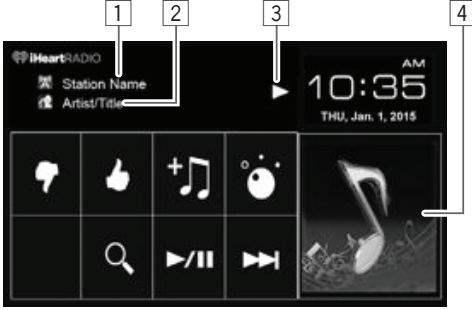 1 2 3 4
iHeartRADIO
Station Name
Artist/Title
AM
10:35
THU, Jan. 1, 2015